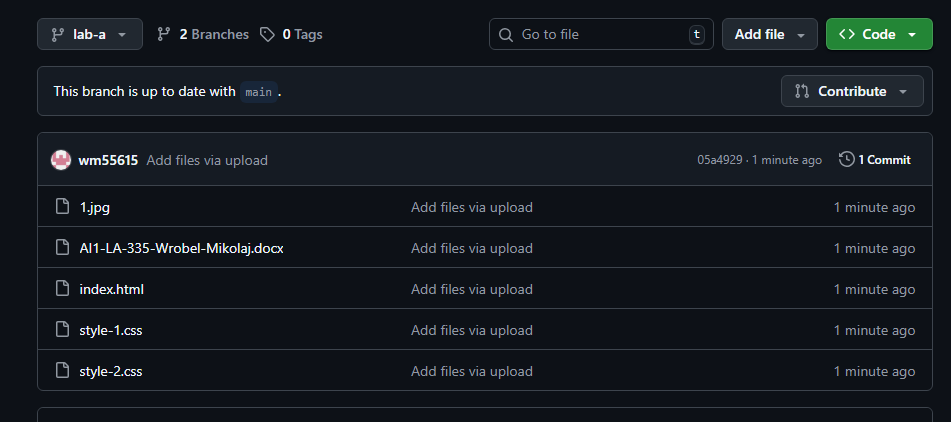 lab-a 2 Branches 0 Tags Go to file t Add file Code
This branch is up to date with main. Contribute
wm55615 Add files via upload 05a4929 · 1 minute ago 1 Commit
1.jpg Add files via upload 1 minute ago
AI1-LA-335-Wrobel-Mikolaj.docx Add files via upload 1 minute ago
index.html Add files via upload 1 minute ago
style-1.css Add files via upload 1 minute ago
style-2.css Add files via upload 1 minute ago